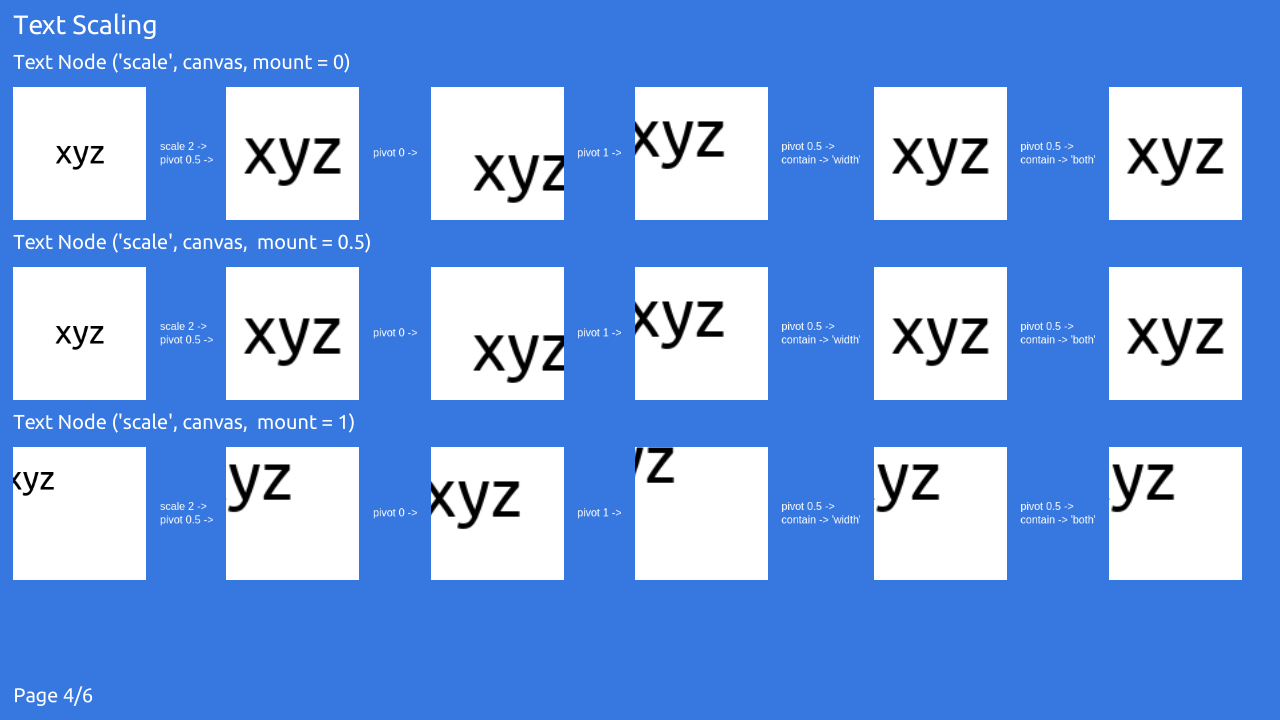 Text Scaling
Text Node ('scale', canvas, mount = 0)
xyz
scale 2 ->
pivot 0.5 ->
xyz
pivot 0 ->
xyz
pivot 1 ->
xyz
pivot 0.5 ->
contain -> 'width'
xyz
pivot 0.5 ->
contain -> 'both'
xyz
Text Node ('scale', canvas,  mount = 0.5)
xyz
scale 2 ->
pivot 0.5 ->
xyz
pivot 0 ->
xyz
pivot 1 ->
xyz
pivot 0.5 ->
contain -> 'width'
xyz
pivot 0.5 ->
contain -> 'both'
xyz
Text Node ('scale', canvas,  mount = 1)
xyz
scale 2 ->
pivot 0.5 ->
yz
pivot 0 ->
xyz
pivot 1 ->
yz
pivot 0.5 ->
contain -> 'width'
yz
pivot 0.5 ->
contain -> 'both'
yz
Page 4/6